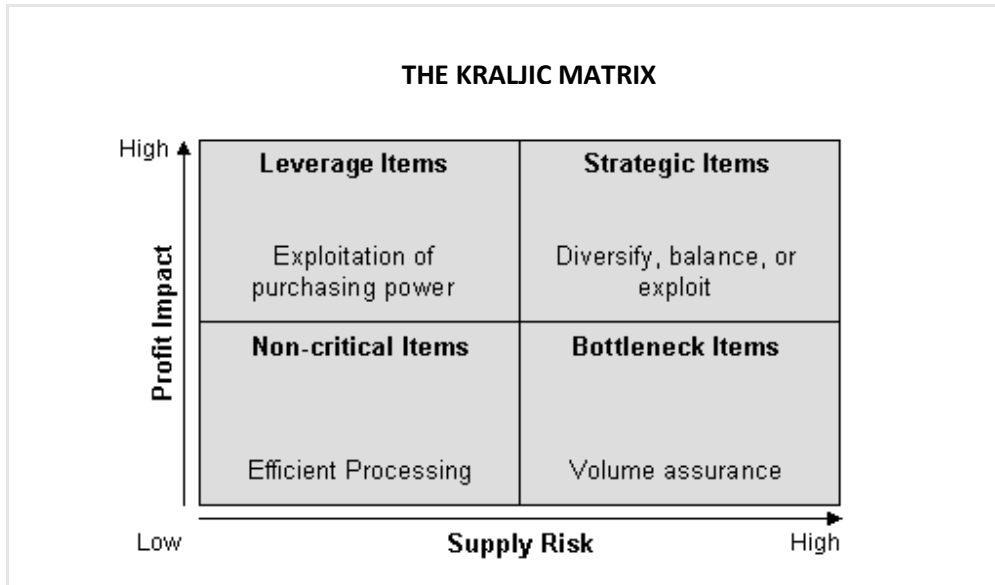 THE KRALJIC MATRIX
High
Leverage Items
Strategic Items
Exploitation of
purchasing power
Diversify, balance, or
exploit
Profit Impact
Non-critical Items
Bottleneck Items
Efficient Processing
Volume assurance
Low
Supply Risk
High